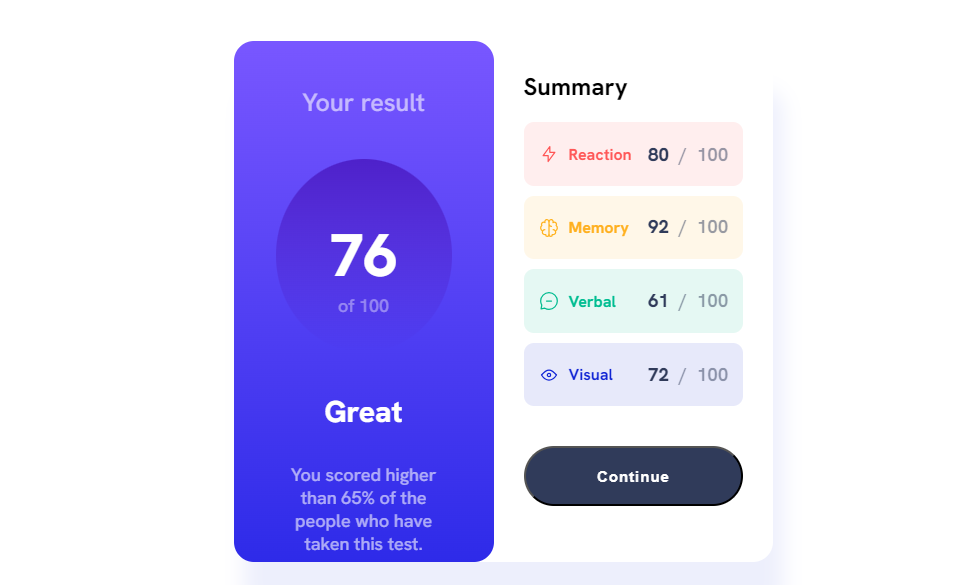 Your result
76
of 100
Great
You scored higher
than 65% of the
people who have
taken this test.
Summary
Reaction 80 / 100
Memory 92 / 100
Verbal 61 / 100
Visual 72 / 100
Continue